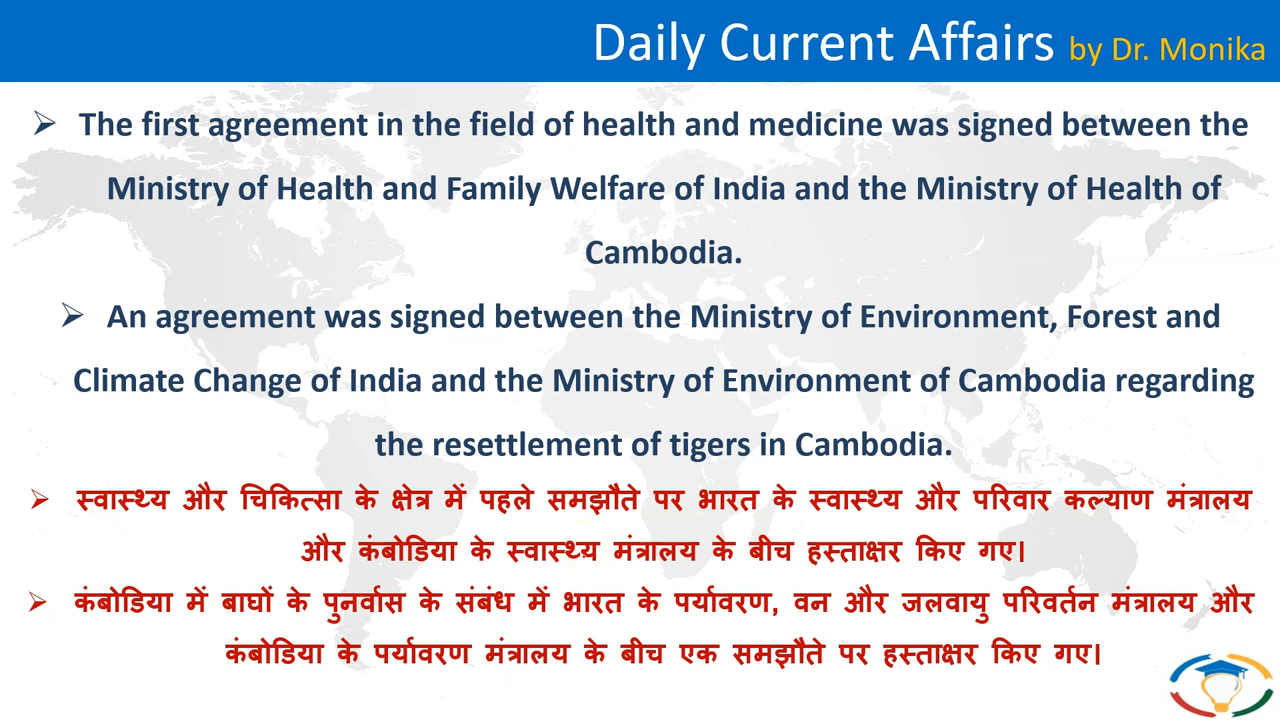 Daily Current Affairs by Dr. Monika
➢ The first agreement in the field of health and medicine was signed between the
Ministry of Health and Family Welfare of India and the Ministry of Health of
Cambodia.
➢ An agreement was signed between the Ministry of Environment, Forest and
Climate Change of India and the Ministry of Environment of Cambodia regarding
the resettlement of tigers in Cambodia.
➢ स्वास्थ्य और चिकित्सा के क्षेत्र में पहले समझौते पर भारत के स्वास्थ्य और परिवार कल्याण मंत्रालय
और कंबोडिया के स्वास्थ्य मंत्रालय के बीच हस्ताक्षर किए गए।
➢ कंबोडिया में बाघों के पुनर्वास के संबंध में भारत के पर्यावरण, वन और जलवायु परिवर्तन मंत्रालय और
कंबोडिया के पर्यावरण मंत्रालय के बीच एक समझौते पर हस्ताक्षर किए गए।